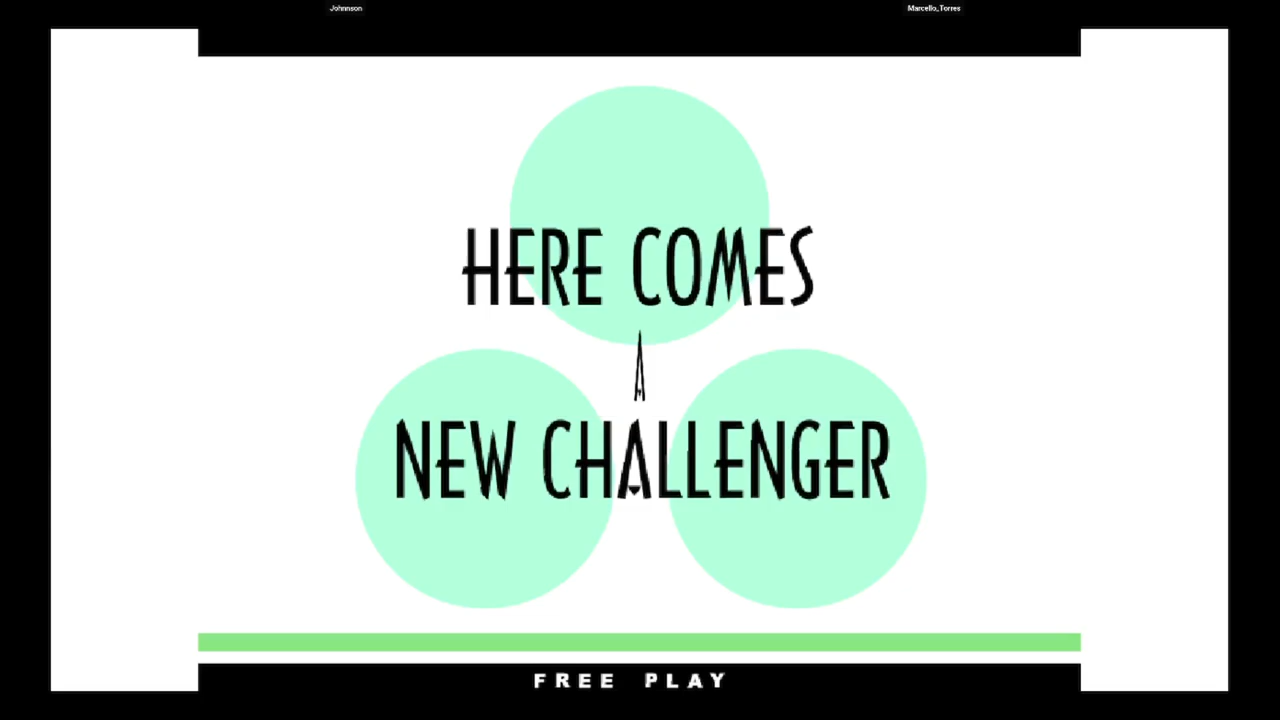 Johnnson Marcello_Torres
HERE COMES
A
NEW CHALLENGER
FREE PLAY